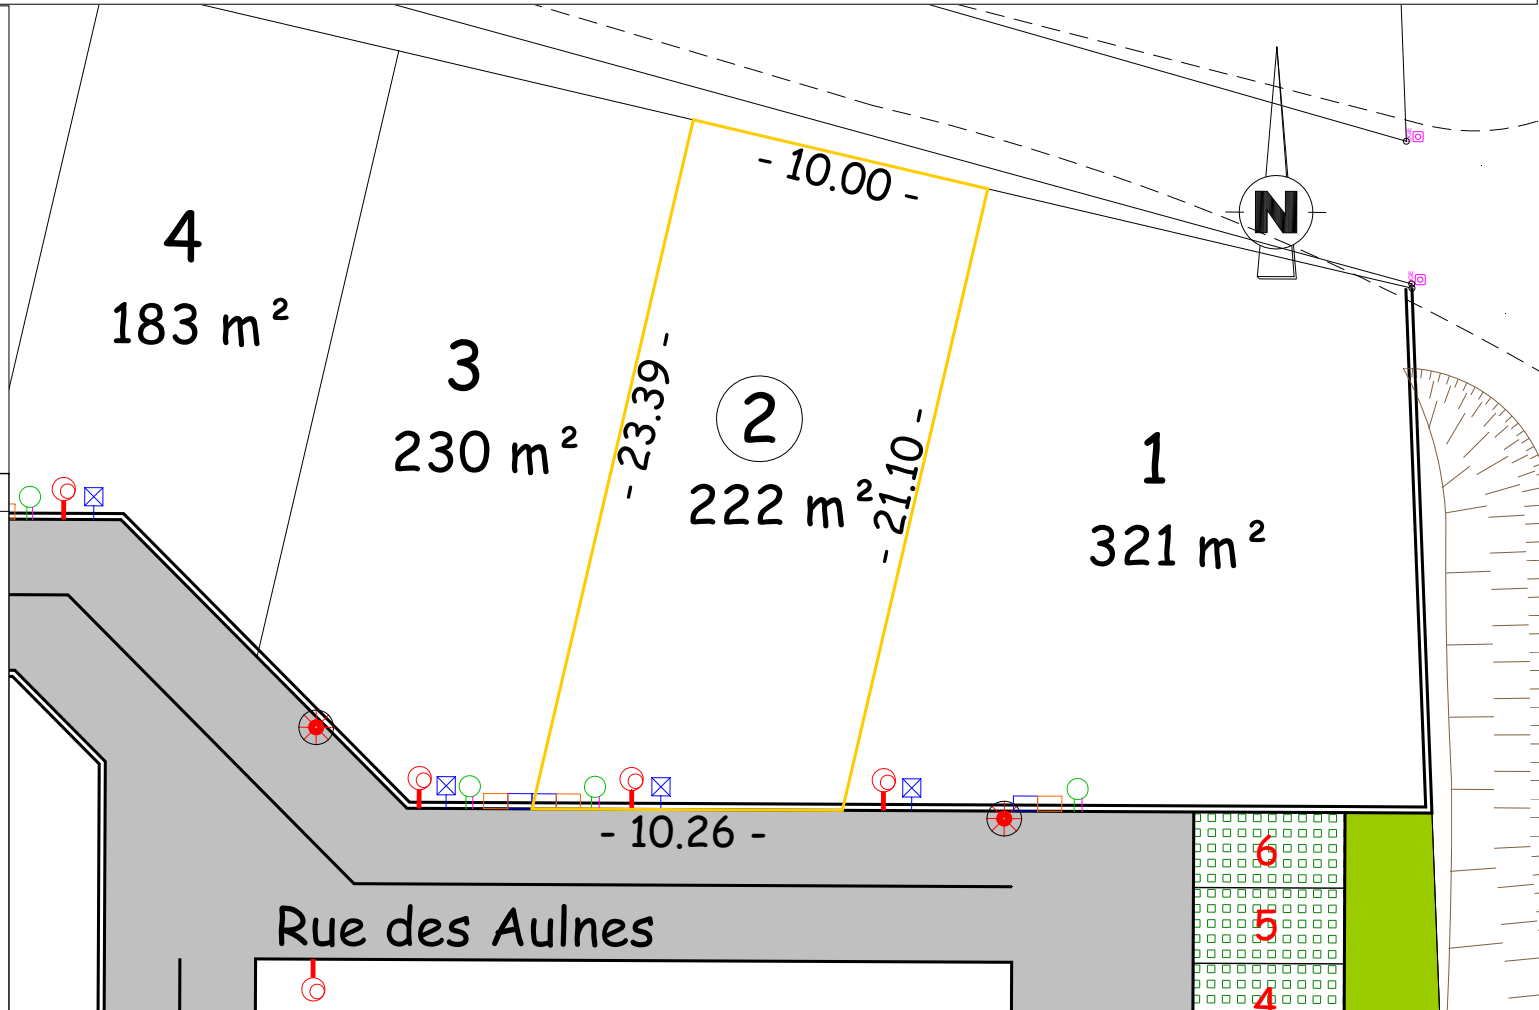 - 10.00 -
N
4
183 m²
3
230 m²
- 23.39 -
2
222 m²
- 21.10 -
1
321 m²
- 10.26 -
6
5
4
Rue des Aulnes